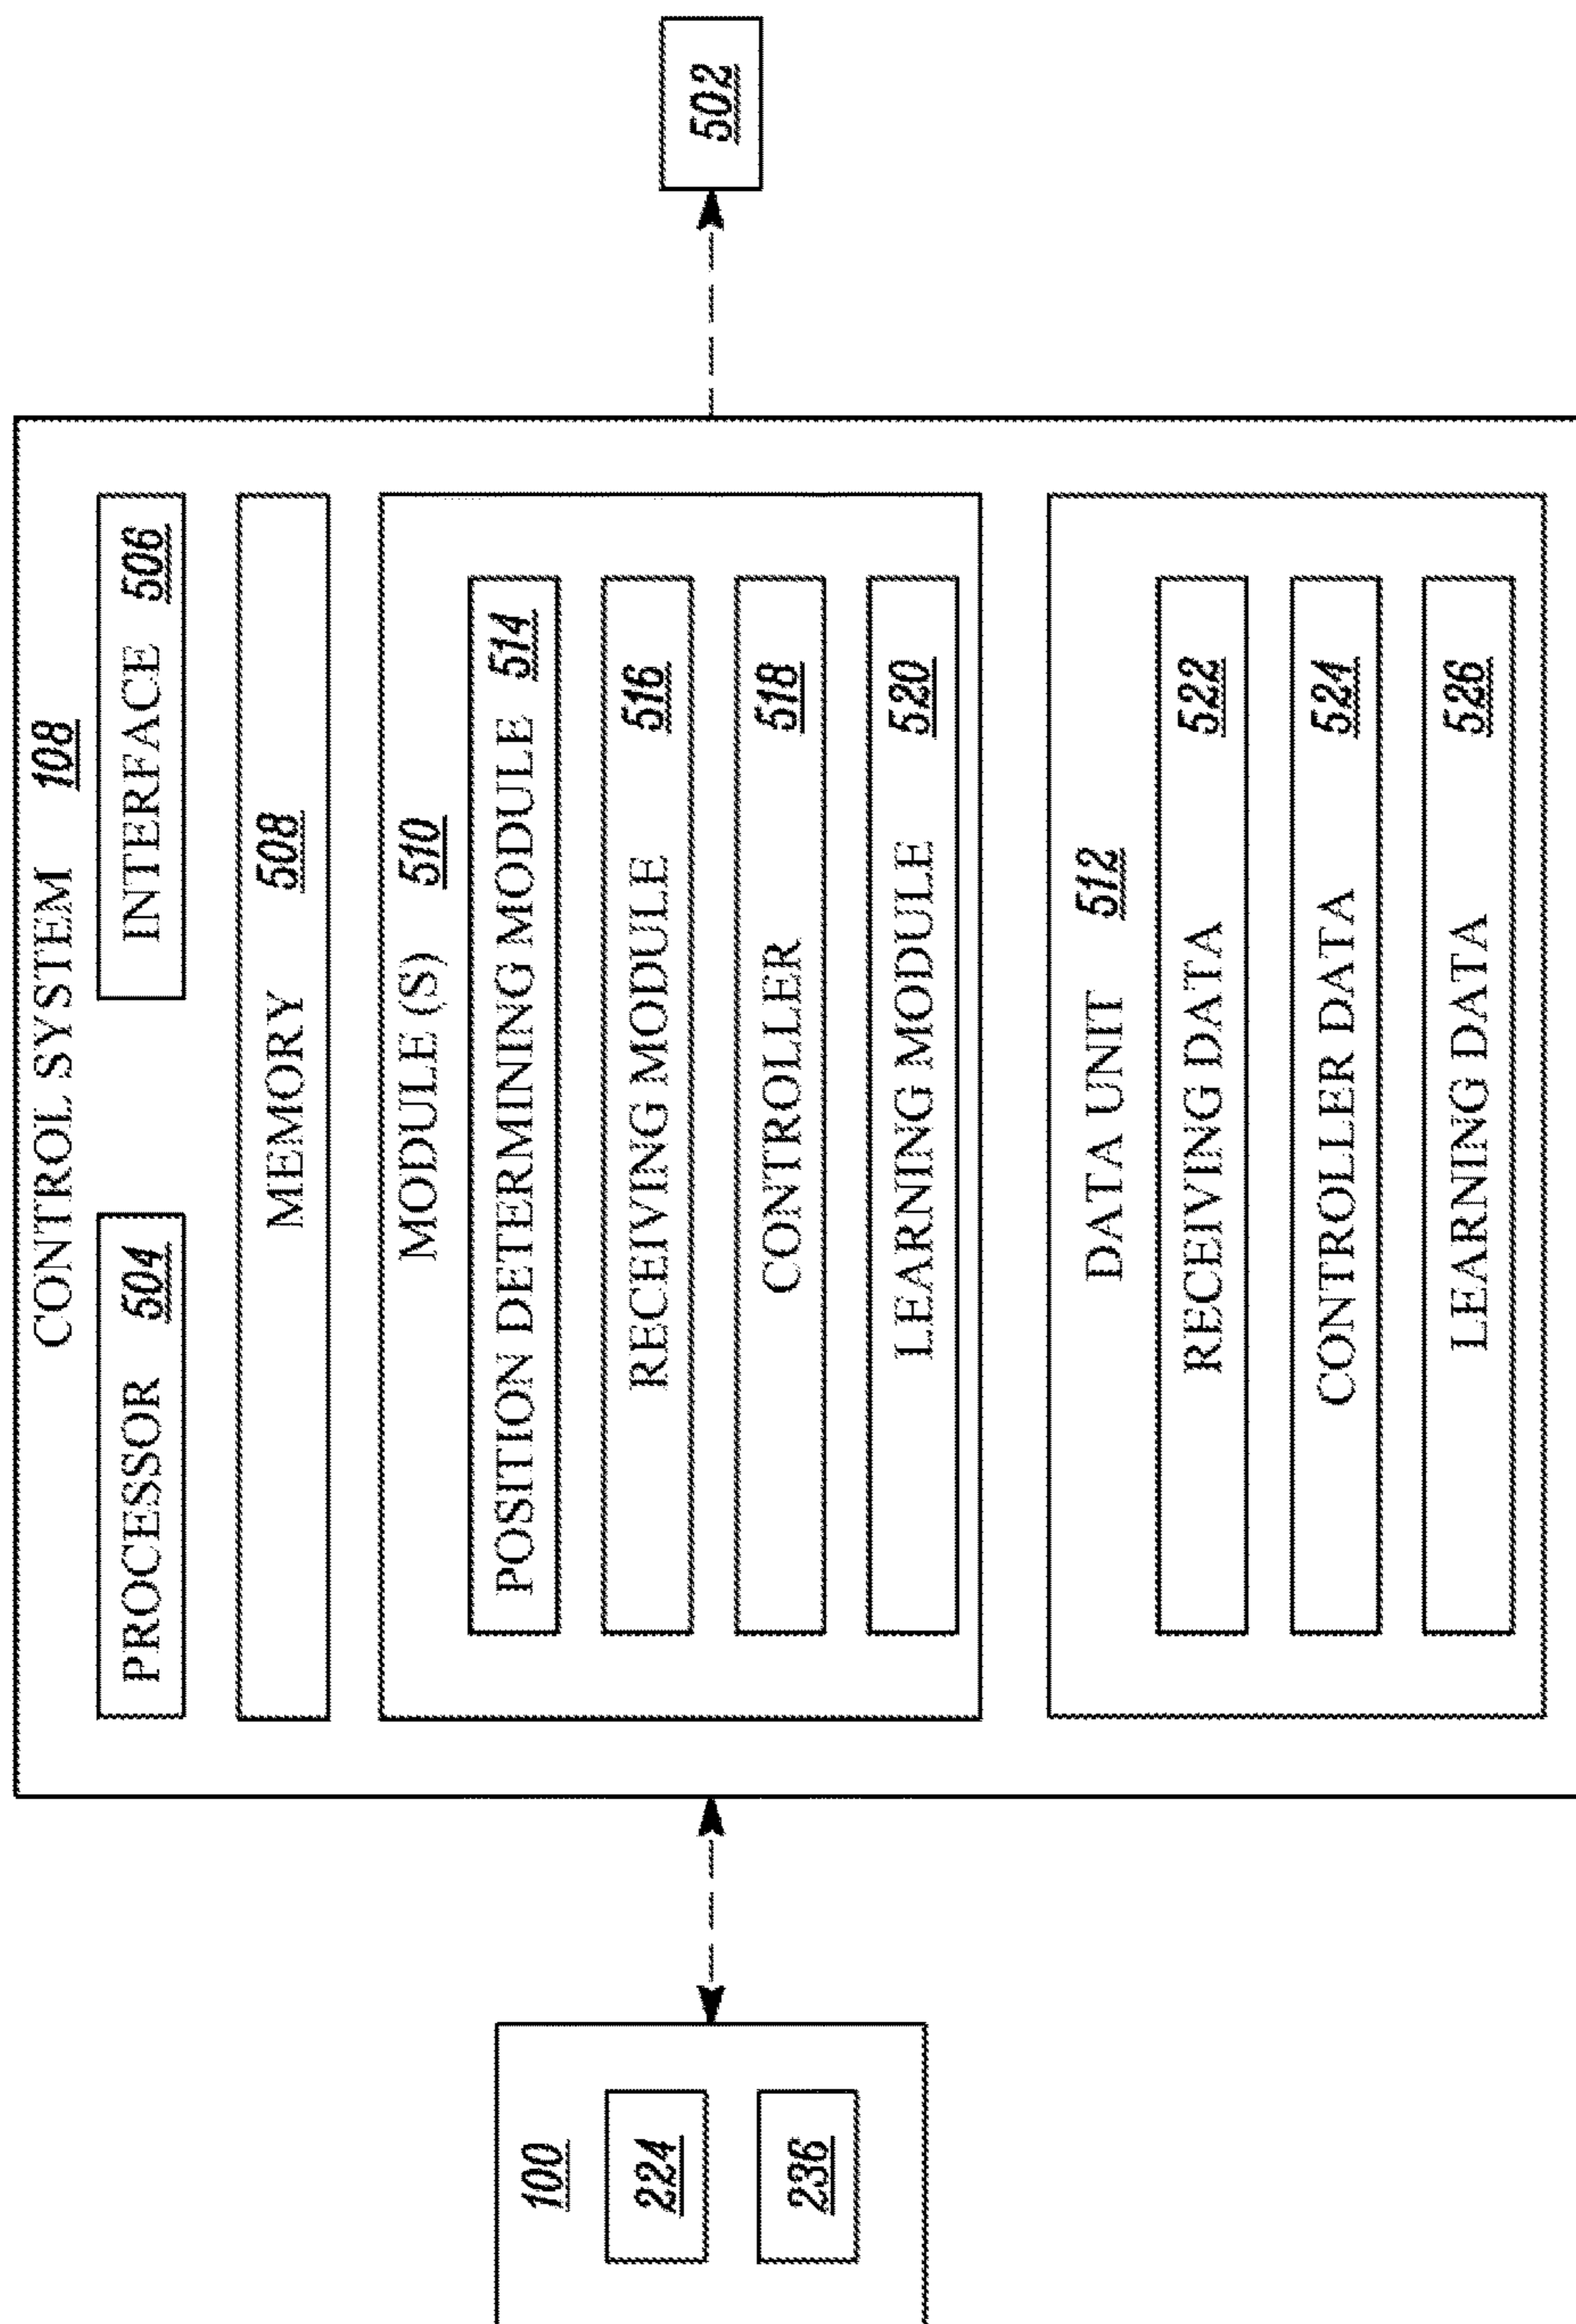 CONTROL SYSTEM 108
PROCESSOR 504
INTERFACE 506
MEMORY 508
MODULE (S) 510
POSITION DETERMINING MODULE 514
RECEIVING MODULE 516
CONTROLLER 518
LEARNING MODULE 520
DATA UNIT 512
RECEIVING DATA 522
CONTROLLER DATA 524
LEARNING DATA 526
100
224
236
502